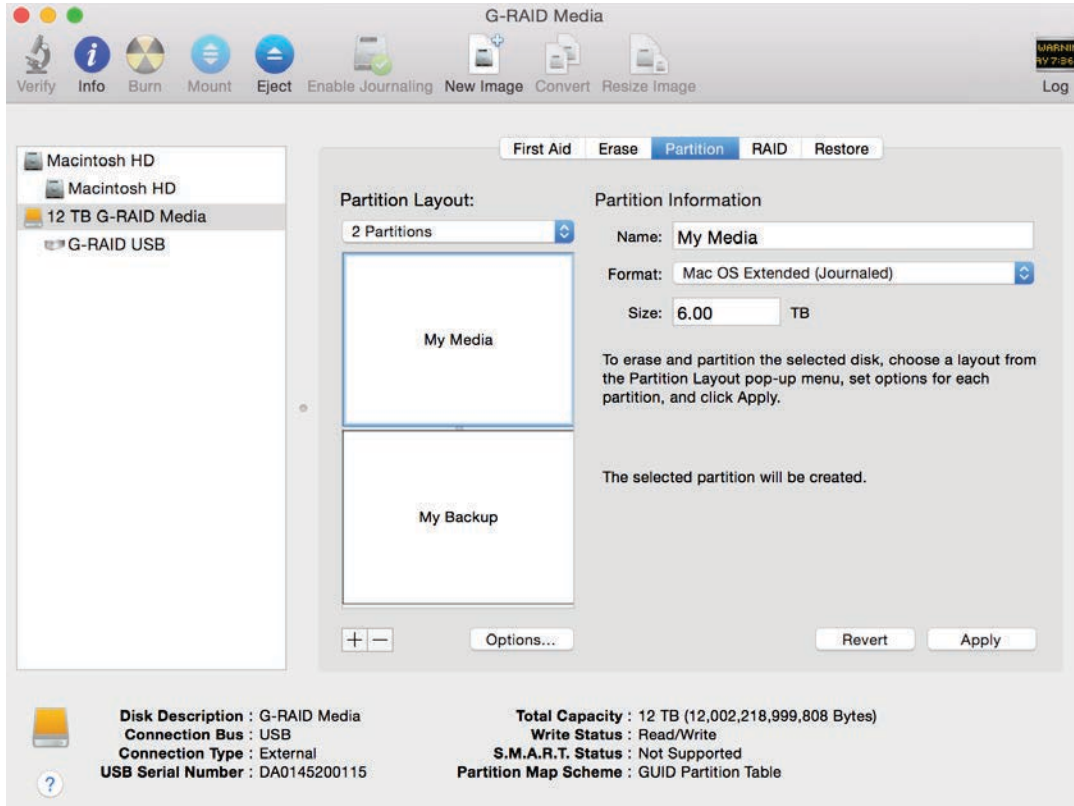 G-RAID Media
Verify Info Burn Mount Eject Enable Journaling New Image Convert Resize Image Log
WARNIN
AY 7:36
First Aid Erase Partition RAID Restore
Macintosh HD
Macintosh HD
12 TB G-RAID Media
G-RAID USB
Partition Layout:
2 Partitions
My Media
My Backup
+ − Options...
Partition Information
Name: My Media
Format: Mac OS Extended (Journaled)
Size: 6.00 TB
To erase and partition the selected disk, choose a layout from
the Partition Layout pop-up menu, set options for each
partition, and click Apply.
The selected partition will be created.
Revert Apply
Disk Description : G-RAID Media
Connection Bus : USB
Connection Type : External
USB Serial Number : DA0145200115
Total Capacity : 12 TB (12,002,218,999,808 Bytes)
Write Status : Read/Write
S.M.A.R.T. Status : Not Supported
Partition Map Scheme : GUID Partition Table
?